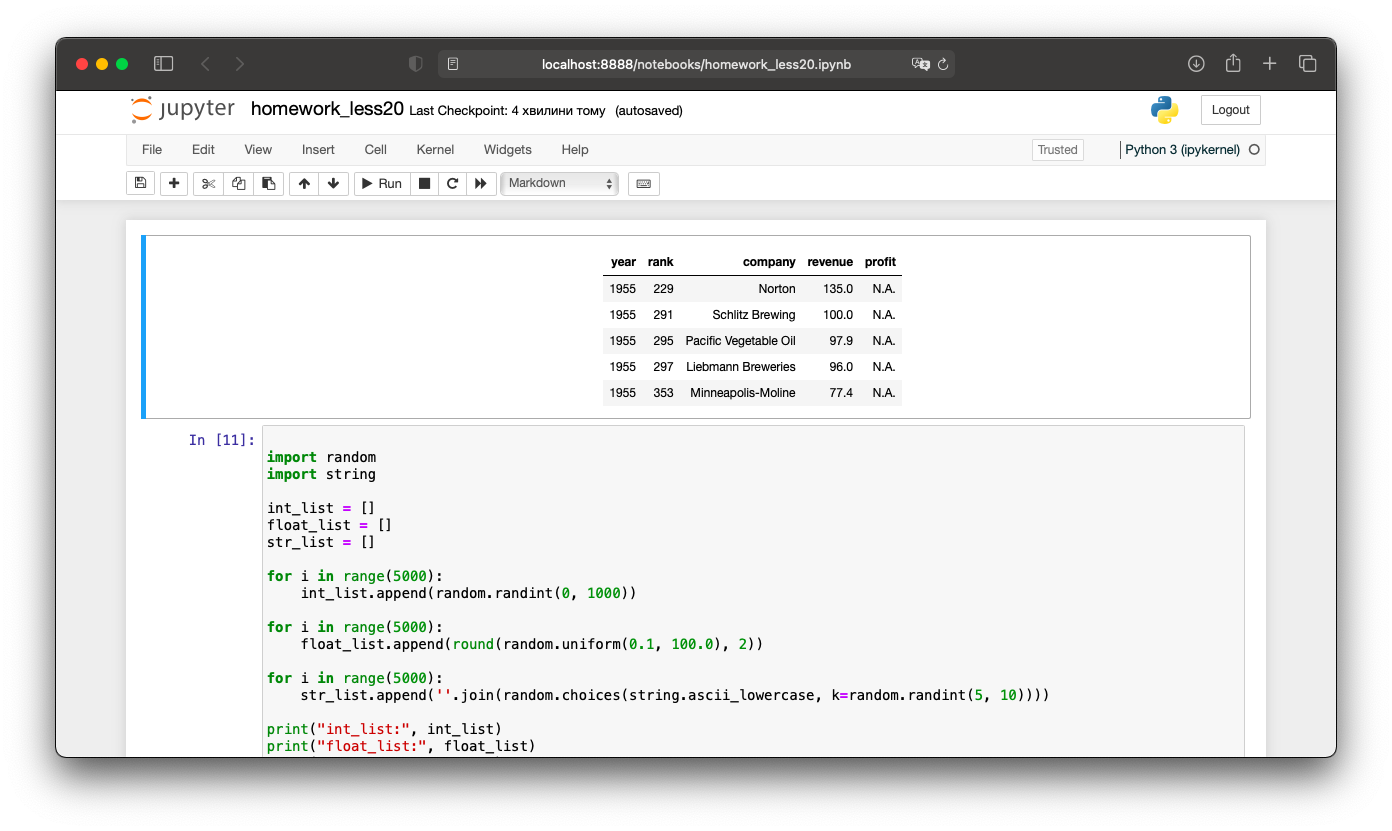 localhost:8888/notebooks/homework_less20.ipynb
jupyter homework_less20 Last Checkpoint: 4 хвилини тому (autosaved) Logout
File Edit View Insert Cell Kernel Widgets Help Trusted Python 3 (ipykernel)
Run Markdown
year rank company revenue profit
1955 229 Norton 135.0 N.A.
1955 291 Schlitz Brewing 100.0 N.A.
1955 295 Pacific Vegetable Oil 97.9 N.A.
1955 297 Liebmann Breweries 96.0 N.A.
1955 353 Minneapolis-Moline 77.4 N.A.
In [11]:
import random
import string
int_list = []
float_list = []
str_list = []
for i in range(5000):
    int_list.append(random.randint(0, 1000))
for i in range(5000):
    float_list.append(round(random.uniform(0.1, 100.0), 2))
for i in range(5000):
    str_list.append(''.join(random.choices(string.ascii_lowercase, k=random.randint(5, 10))))
print("int_list:", int_list)
print("float_list:", float_list)